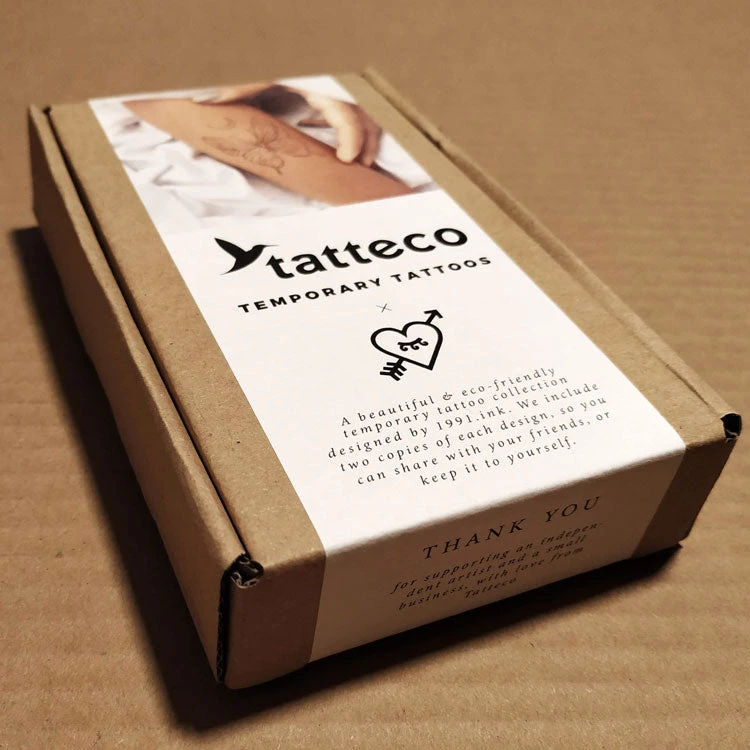 tatteco
TEMPORARY TATTOOS
×
A beautiful & eco-friendly
temporary tattoo collection
designed by 1991.ink. We include
two copies of each design, so you
can share with your friends, or
keep it to yourself.
THANK YOU
for supporting an indepen-
dent artist and a small
business, with love from
Tatteco